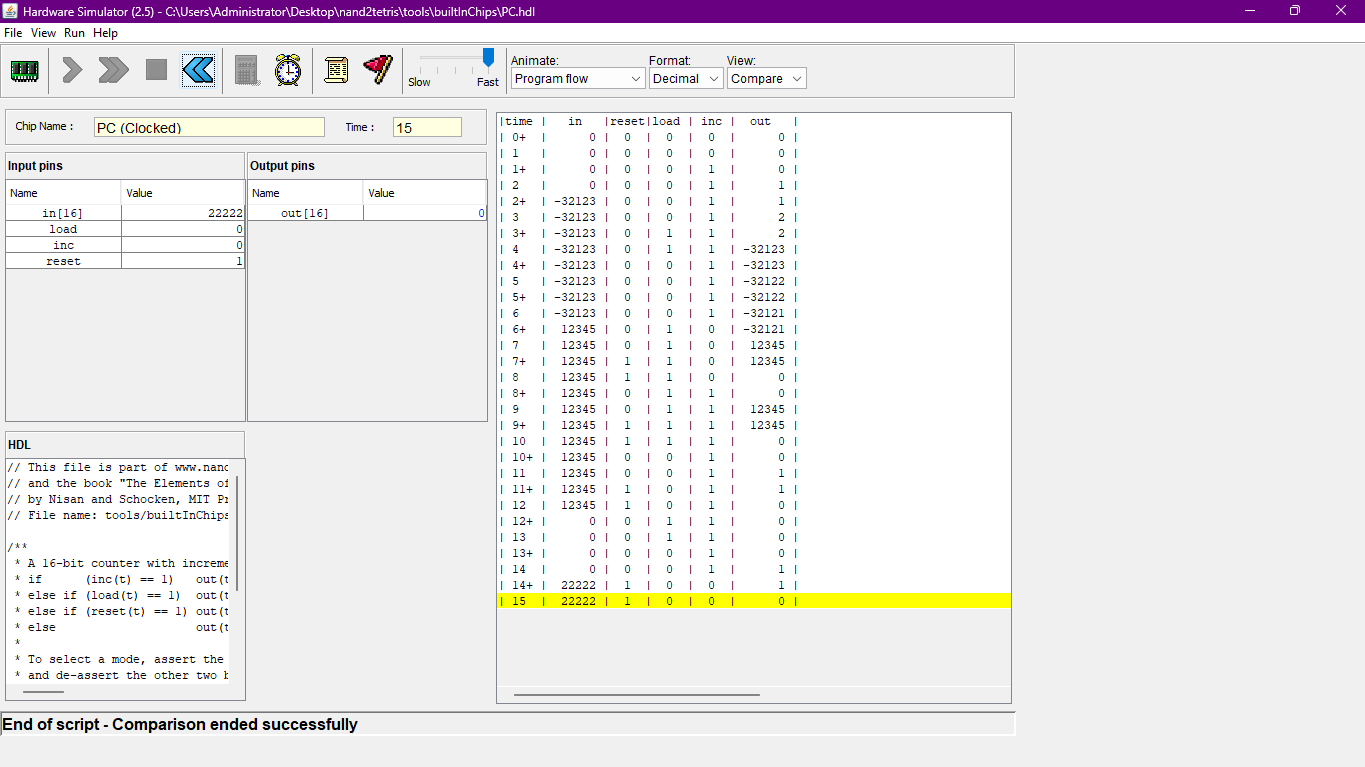 Hardware Simulator (2.5) - C:\Users\Administrator\Desktop\nand2tetris\tools\builtInChips\PC.hdl
File View Run Help
Slow Fast
Animate: Format: View:
Program flow Decimal Compare
Chip Name : PC (Clocked) Time : 15
Input pins
Name Value
in[16] 22222
load 0
inc 0
reset 1
Output pins
Name Value
out[16] 0
HDL
// This file is part of www.nand
// and the book "The Elements of
// by Nisan and Schocken, MIT Pr
// File name: tools/builtInChips
/**
* A 16-bit counter with increme
* if (inc(t) == 1) out(t
* else if (load(t) == 1) out(t
* else if (reset(t) == 1) out(t
* else out(t
*
* To select a mode, assert the
* and de-assert the other two b
|time | in |reset|load | inc | out |
| 0+ | 0 | 0 | 0 | 0 | 0 |
| 1 | 0 | 0 | 0 | 0 | 0 |
| 1+ | 0 | 0 | 0 | 1 | 0 |
| 2 | 0 | 0 | 0 | 1 | 1 |
| 2+ | -32123 | 0 | 0 | 1 | 1 |
| 3 | -32123 | 0 | 0 | 1 | 2 |
| 3+ | -32123 | 0 | 1 | 1 | 2 |
| 4 | -32123 | 0 | 1 | 1 | -32123 |
| 4+ | -32123 | 0 | 0 | 1 | -32123 |
| 5 | -32123 | 0 | 0 | 1 | -32122 |
| 5+ | -32123 | 0 | 0 | 1 | -32122 |
| 6 | -32123 | 0 | 0 | 1 | -32121 |
| 6+ | 12345 | 0 | 1 | 0 | -32121 |
| 7 | 12345 | 0 | 1 | 0 | 12345 |
| 7+ | 12345 | 1 | 1 | 0 | 12345 |
| 8 | 12345 | 1 | 1 | 0 | 0 |
| 8+ | 12345 | 0 | 1 | 1 | 0 |
| 9 | 12345 | 0 | 1 | 1 | 12345 |
| 9+ | 12345 | 1 | 1 | 1 | 12345 |
| 10 | 12345 | 1 | 1 | 1 | 0 |
| 10+ | 12345 | 0 | 0 | 1 | 0 |
| 11 | 12345 | 0 | 0 | 1 | 1 |
| 11+ | 12345 | 1 | 0 | 1 | 1 |
| 12 | 12345 | 1 | 0 | 1 | 0 |
| 12+ | 0 | 0 | 1 | 1 | 0 |
| 13 | 0 | 0 | 1 | 1 | 0 |
| 13+ | 0 | 0 | 0 | 1 | 0 |
| 14 | 0 | 0 | 0 | 1 | 1 |
| 14+ | 22222 | 1 | 0 | 0 | 1 |
| 15 | 22222 | 1 | 0 | 0 | 0 |
End of script - Comparison ended successfully